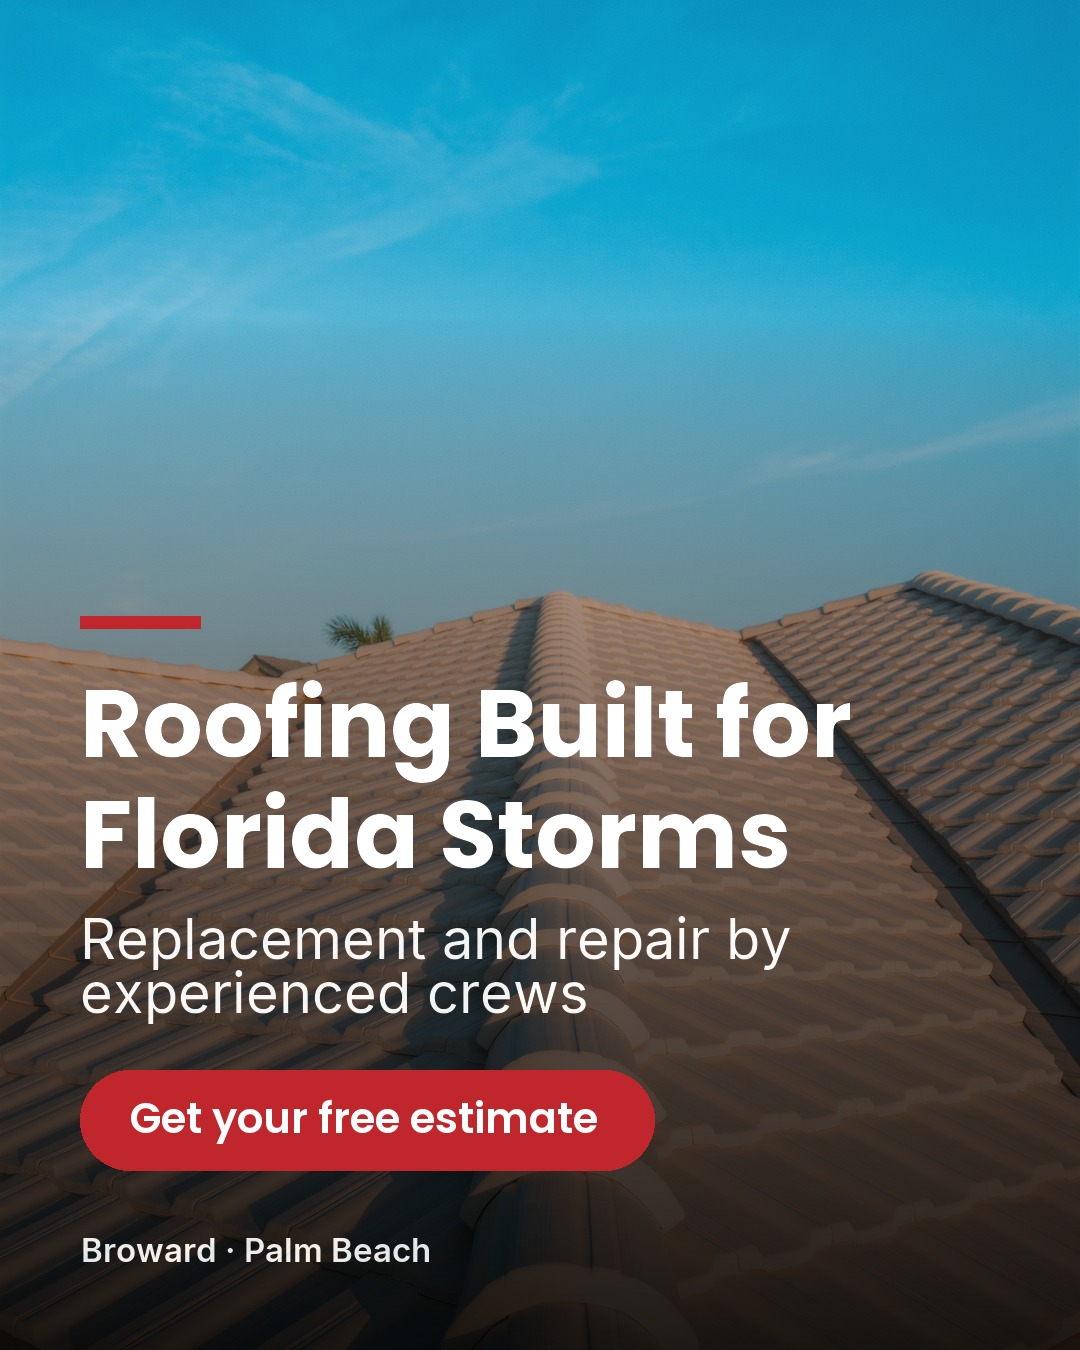 Roofing Built for
Florida Storms
Replacement and repair by
experienced crews
Get your free estimate
Broward · Palm Beach